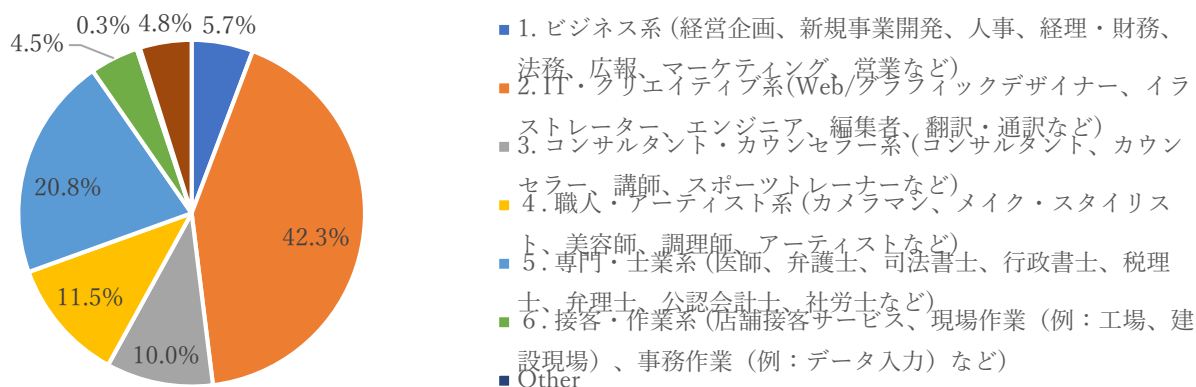 0.3% 4.8% 5.7%
4.5%
20.8%
42.3%
11.5%
10.0%
1. ビジネス系 (経営企画、新規事業開発、人事、経理・財務、
法務、広報、マーケティング、営業など)
2. IT・クリエイティブ系(Web/グラフィックデザイナー、イラ
ストレーター、エンジニア、編集者、翻訳・通訳など)
3. コンサルタント・カウンセラー系 (コンサルタント、カウン
セラー、講師、スポーツトレーナーなど)
４. 職人・アーティスト系 (カメラマン、メイク・スタイリス
ト、美容師、調理師、アーティストなど)
５. 専門・士業系 (医師、弁護士、司法書士、行政書士、税理
士、弁理士、公認会計士、社労士など)
６. 接客・作業系 (店舗接客サービス、現場作業（例：工場、建
設現場）、事務作業（例：データ入力）など)
Other